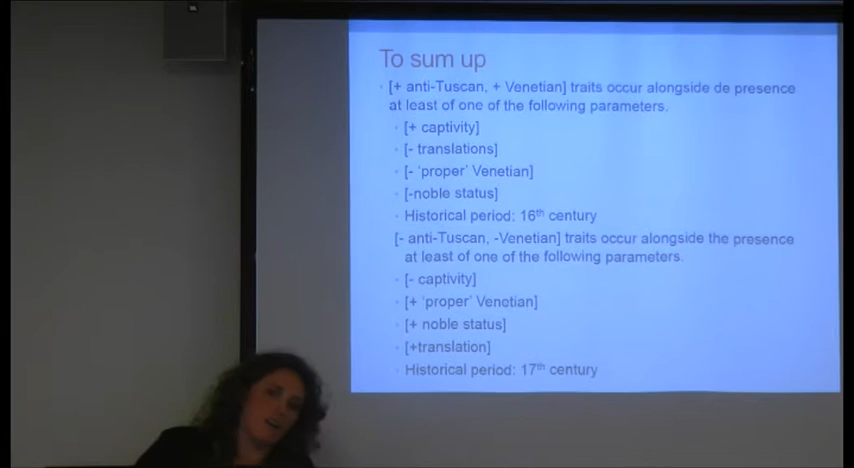 To sum up
[+ anti-Tuscan, + Venetian] traits occur alongside de presence
at least of one of the following parameters.
[+ captivity]
[- translations]
[- ‘proper’ Venetian]
[-noble status]
Historical period: 16th century
[- anti-Tuscan, -Venetian] traits occur alongside the presence
at least of one of the following parameters.
[- captivity]
[+ ‘proper’ Venetian]
[+ noble status]
[+translation]
Historical period: 17th century